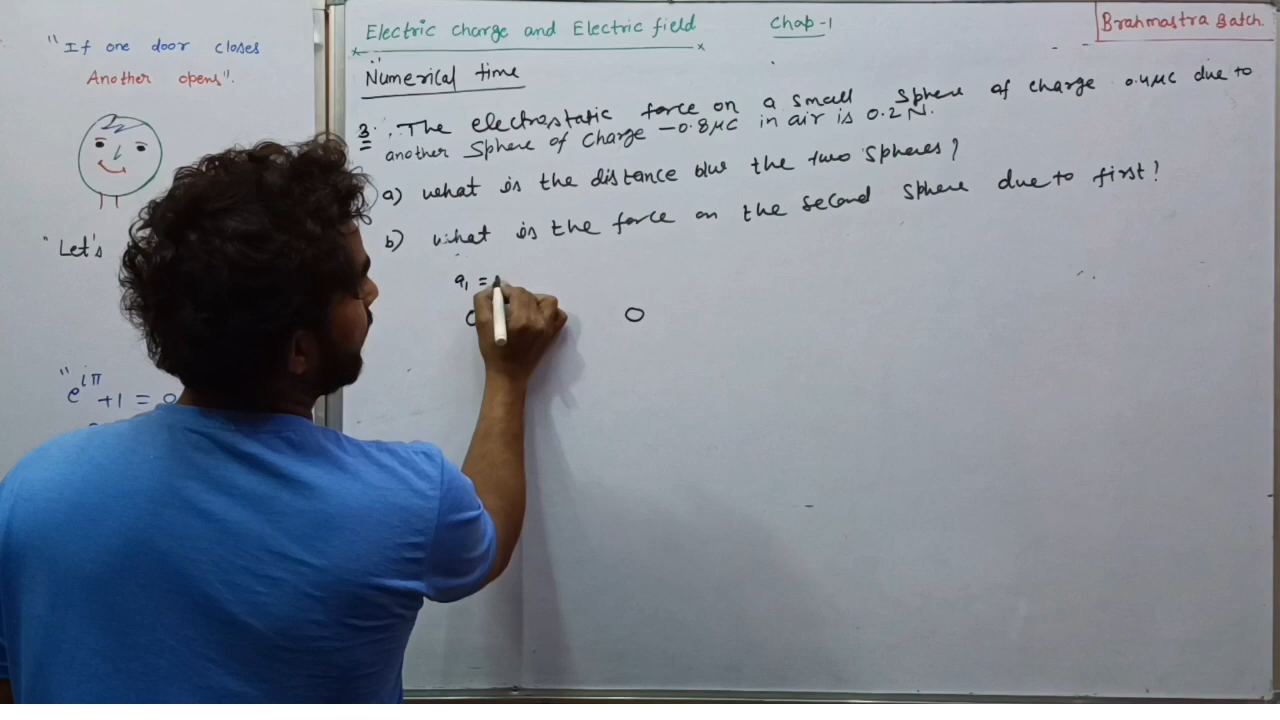 "If one door closes
Another opens".
"Let's
"e^iπ +1 = 0
Electric charge and Electric field Chap-1
Brahmastra Batch.
Numerical time
3. The electrostatic force on a small sphere of charge 0.4μC due to
another sphere of charge -0.8μC in air is 0.2N.
a) what is the distance b/w the two spheres?
b) what is the force on the second sphere due to first?
q₁ =